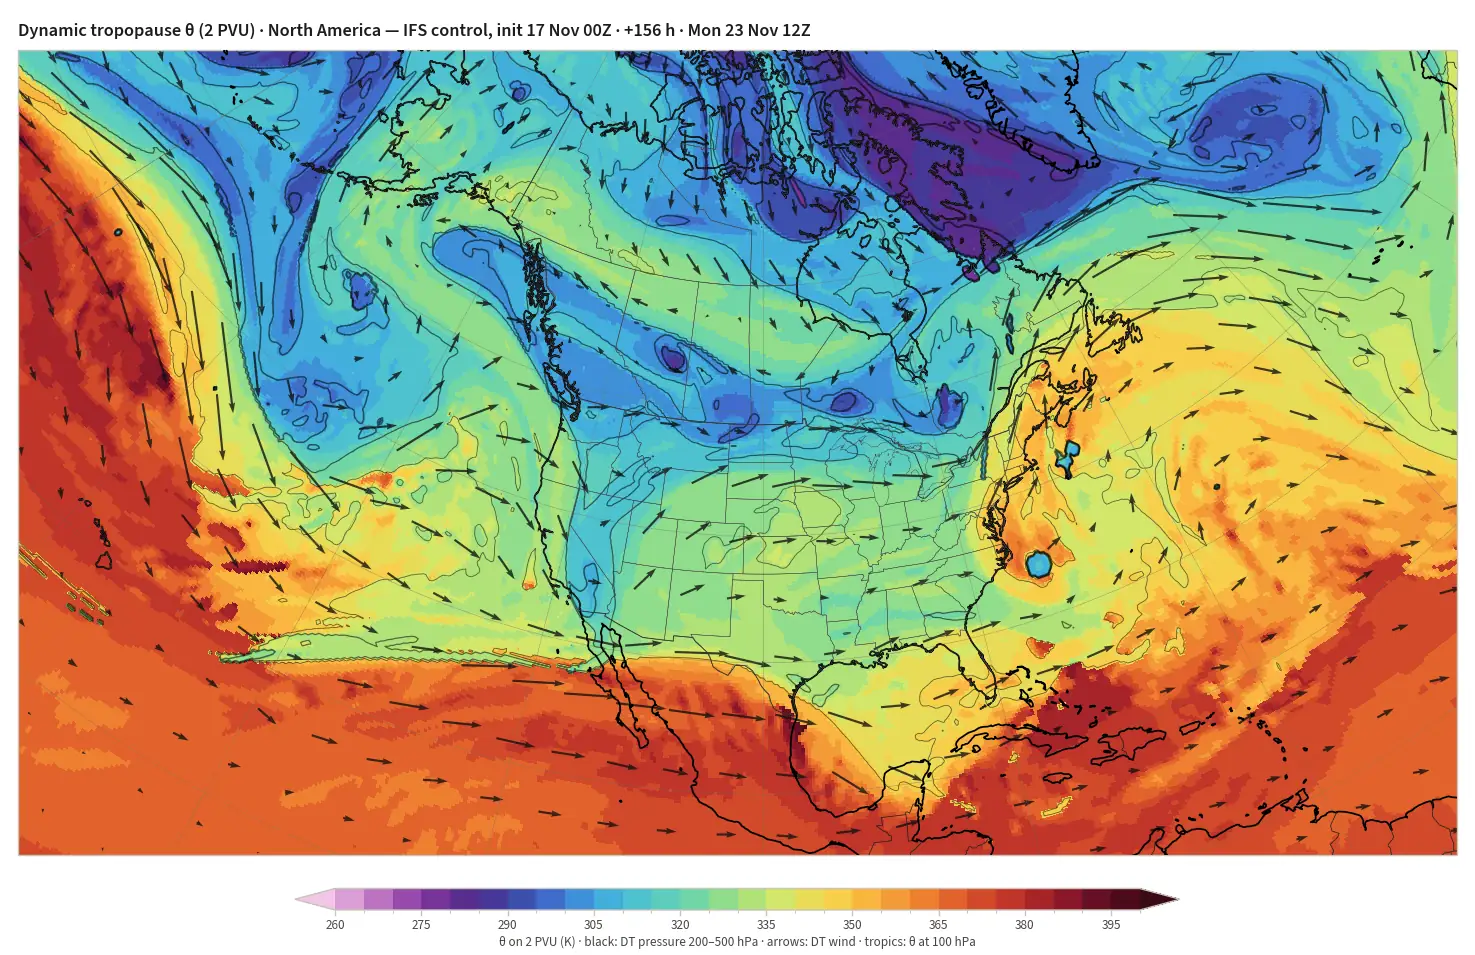 Dynamic tropopause θ (2 PVU) · North America — IFS control, init 17 Nov 00Z · +156 h · Mon 23 Nov 12Z
260 275 290 305 320 335 350 365 380 395
θ on 2 PVU (K) · black: DT pressure 200–500 hPa · arrows: DT wind · tropics: θ at 100 hPa